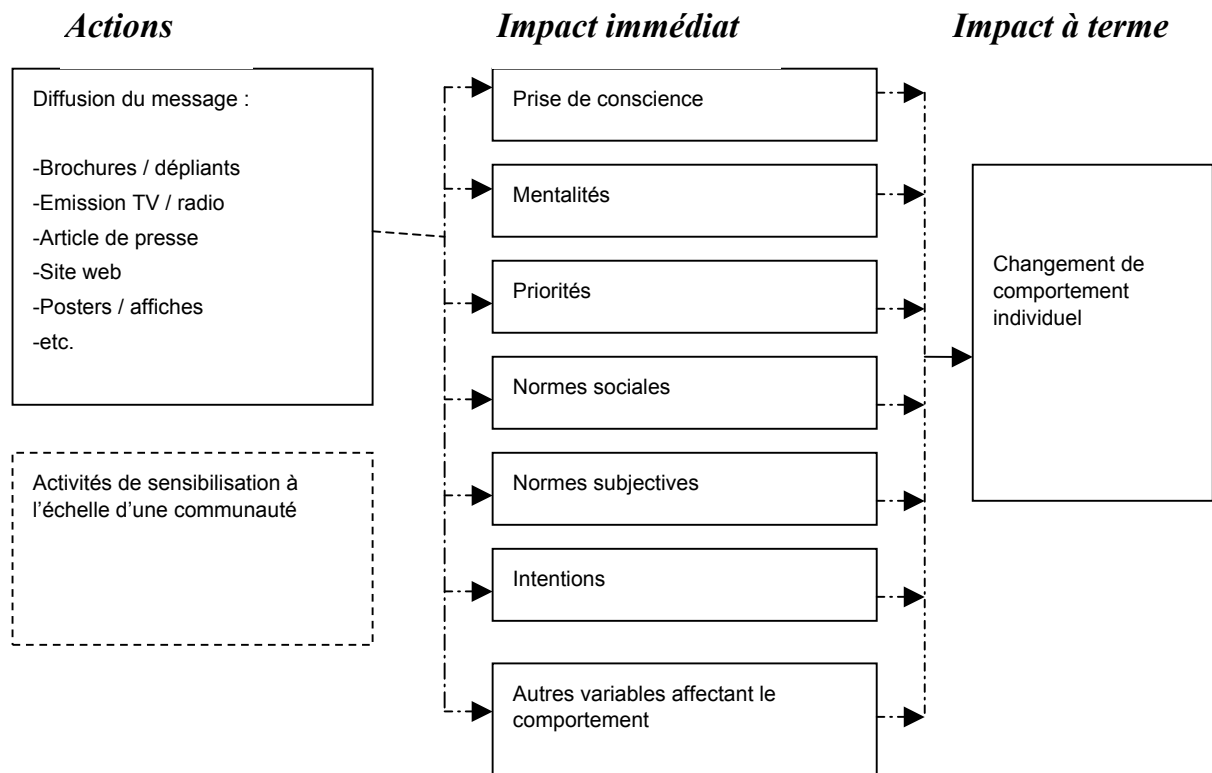 Actions
Impact immédiat
Impact à terme
Diffusion du message :
-Brochures / dépliants
-Emission TV / radio
-Article de presse
-Site web
-Posters / affiches
-etc.
Activités de sensibilisation à
l’échelle d’une communauté
Prise de conscience
Mentalités
Priorités
Normes sociales
Normes subjectives
Intentions
Autres variables affectant le
comportement
Changement de
comportement
individuel